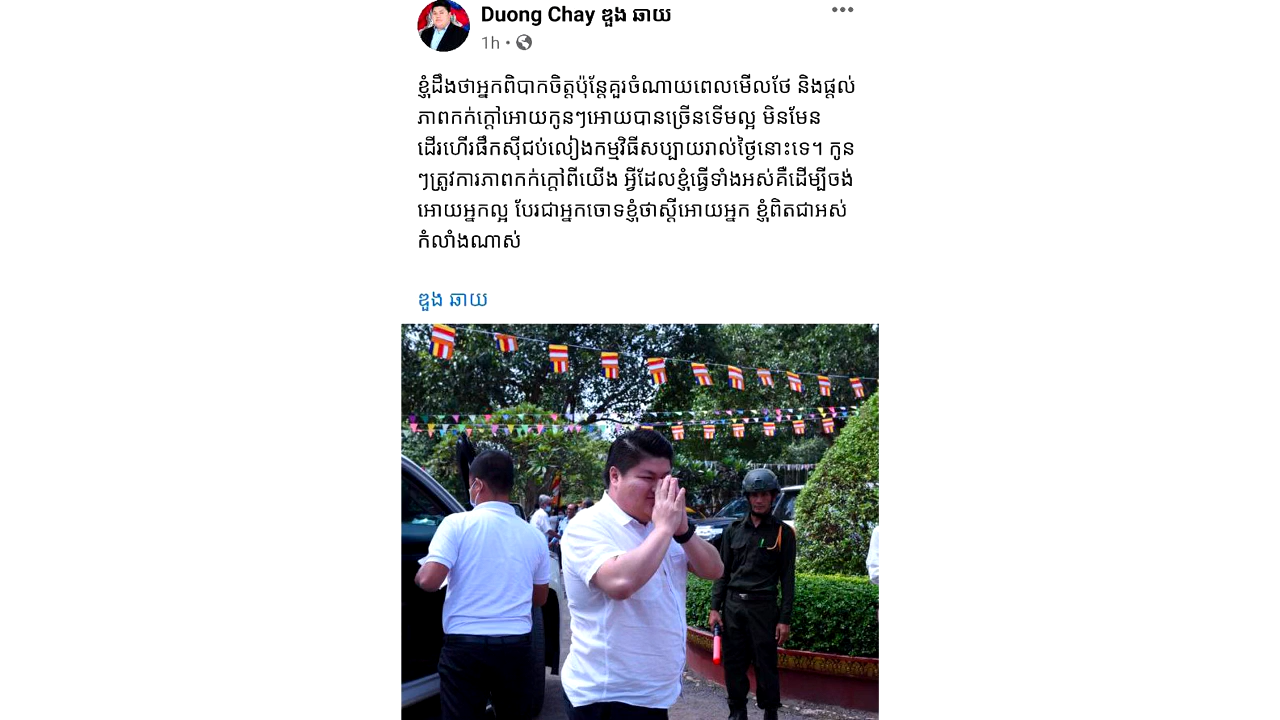 Duong Chay ឌួង ឆាយ
1h •
ខ្ញុំដឹងថាអ្នកពិបាកចិត្តប៉ុន្តែគួរចំណាយពេលមើលថែ និងផ្តល់
ភាពកក់ក្តៅអោយកូនៗអោយបានច្រើនទើមល្អ មិនមែន
ដើរហើរផឹកស៊ីជប់លៀងកម្មវិធីសប្បាយរាល់ថ្ងៃនោះទេ។ កូន
ៗត្រូវការភាពកក់ក្តៅពីយើង អ្វីដែលខ្ញុំធ្វើទាំងអស់គឺដើម្បីចង់
អោយអ្នកល្អ បែរជាអ្នកចោទខ្ញុំថាស្តីអោយអ្នក ខ្ញុំពិតជាអស់
កំលាំងណាស់
ឌួង ឆាយ